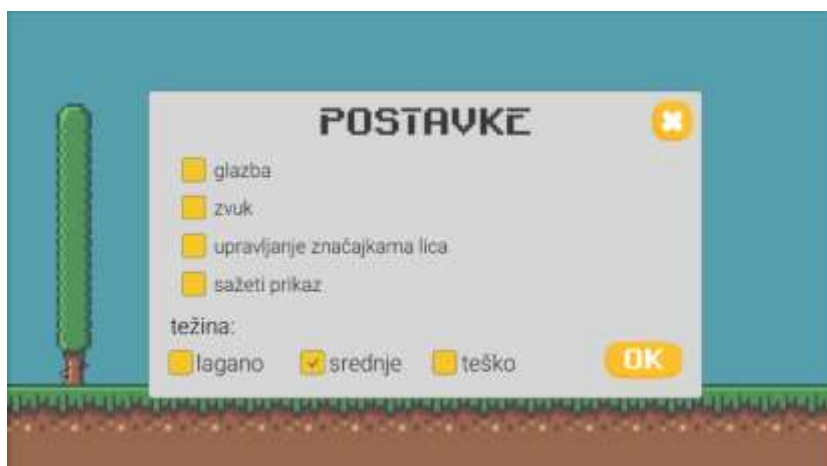 POSTAVKE
glazba
zvuk
upravljanje značajkama lica
sažeti prikaz
težina:
lagano srednje teško
OK